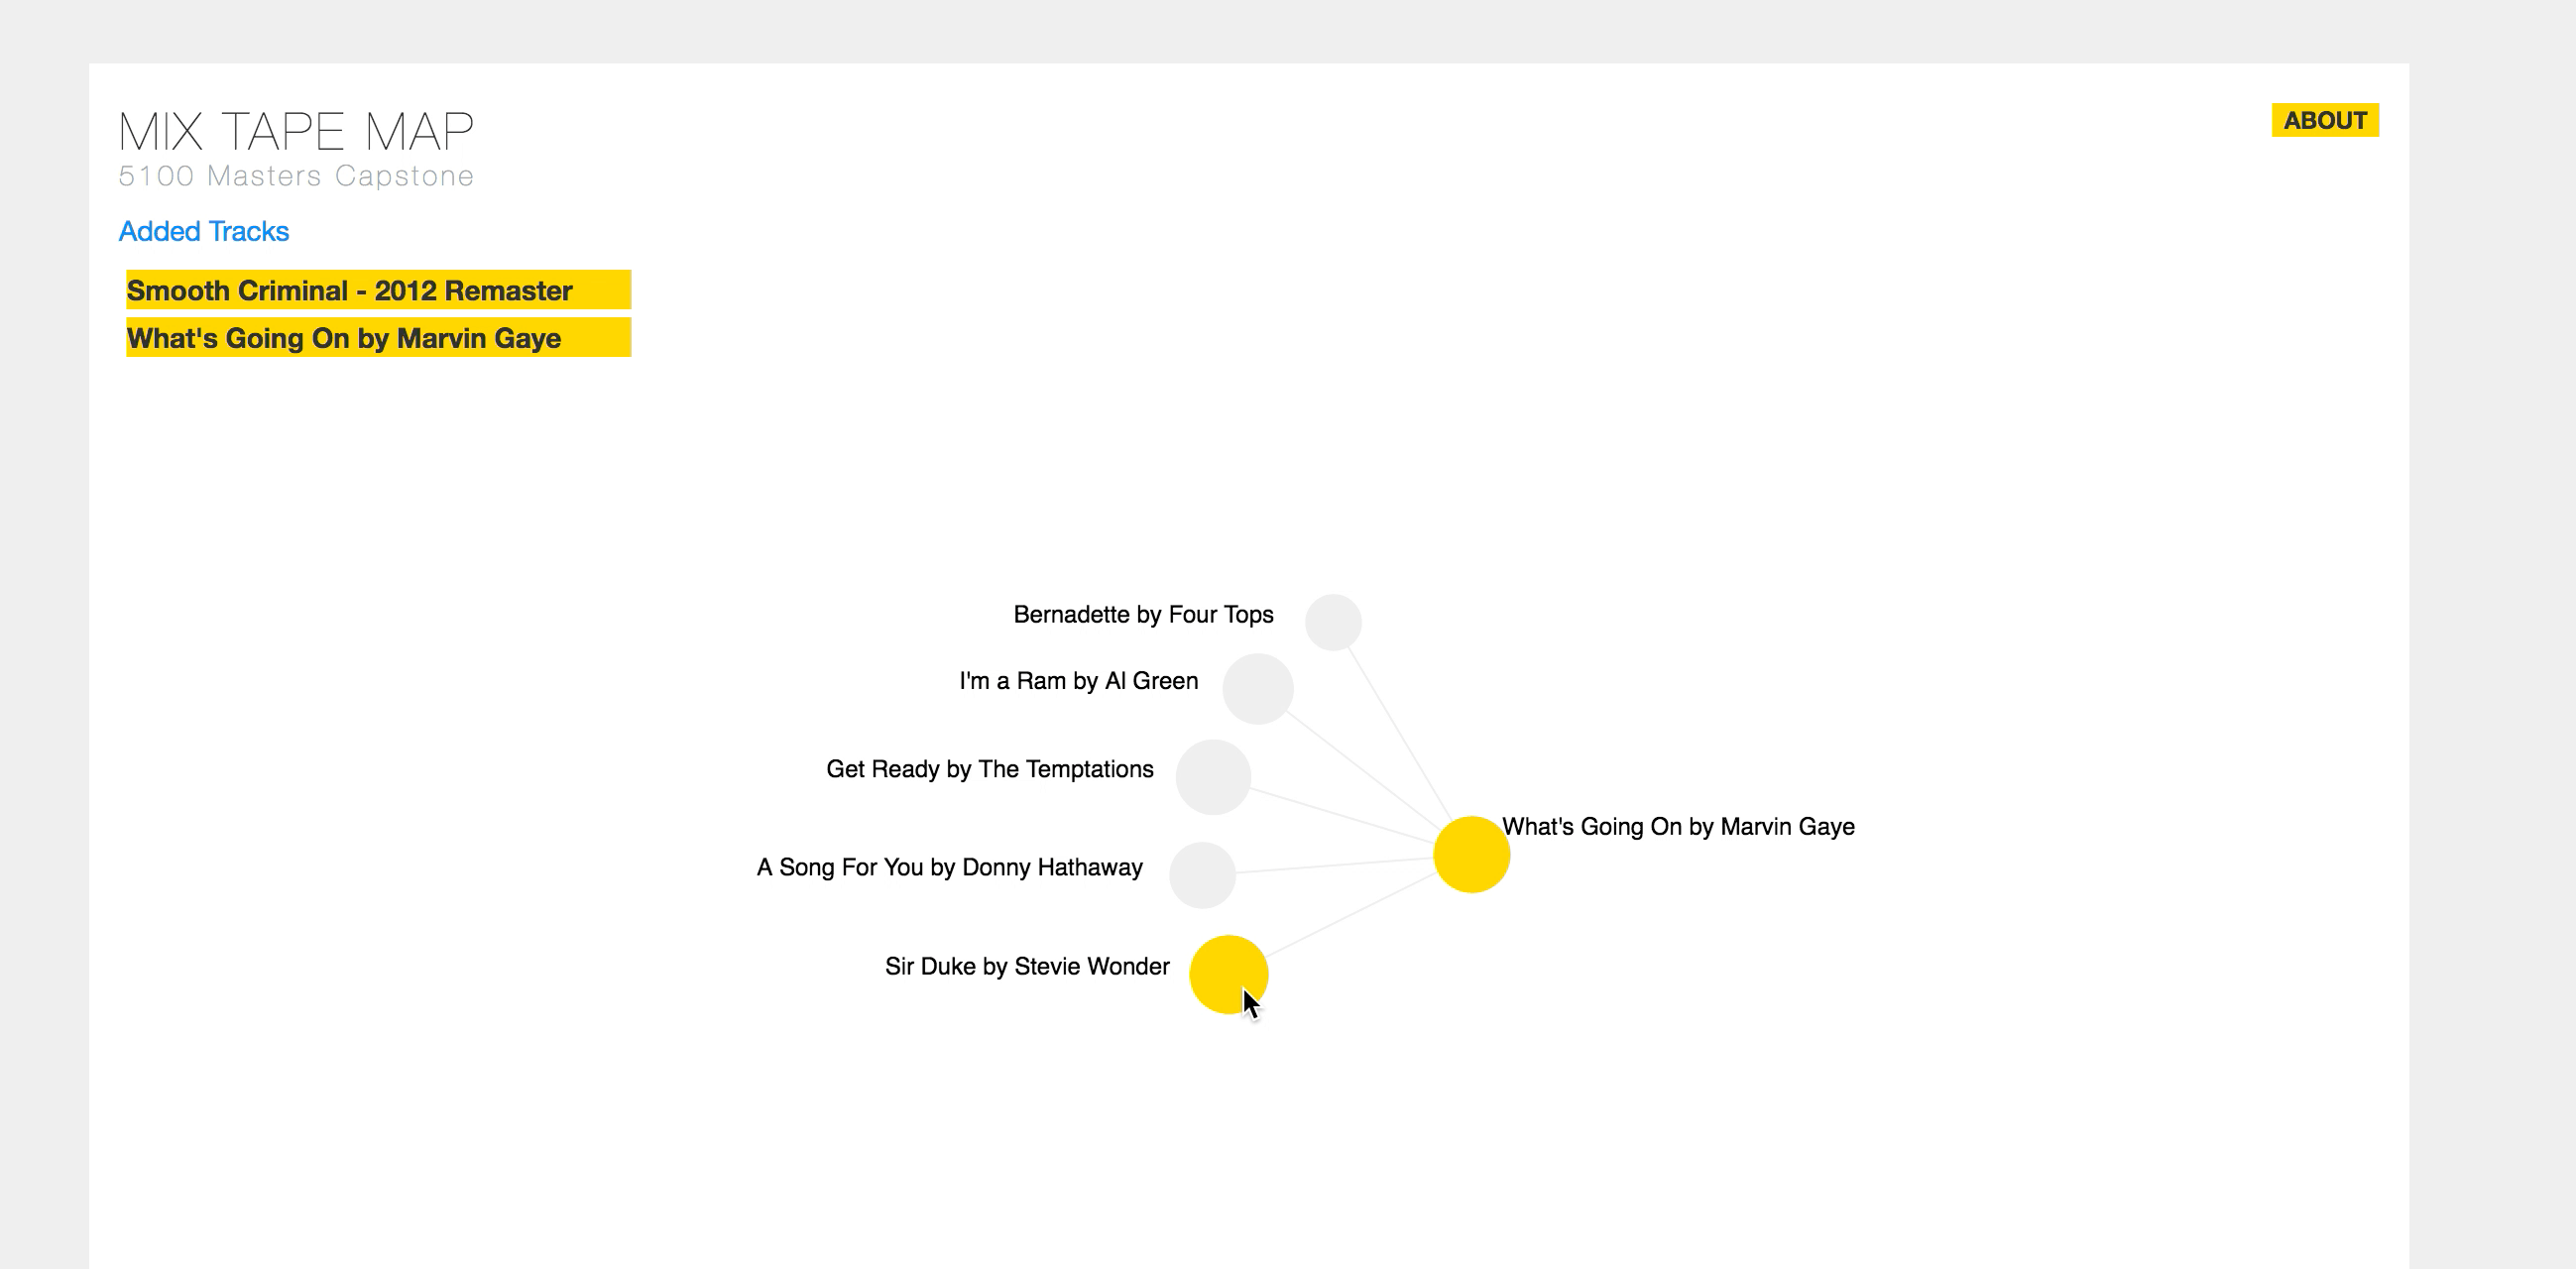 MIX TAPE MAP
5100 Masters Capstone
ABOUT
Added Tracks
Smooth Criminal - 2012 Remaster
What's Going On by Marvin Gaye
Bernadette by Four Tops
I'm a Ram by Al Green
Get Ready by The Temptations
What's Going On by Marvin Gaye
A Song For You by Donny Hathaway
Sir Duke by Stevie Wonder